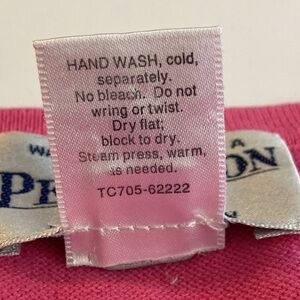 HAND WASH, cold,
separately.
No bleach. Do not
wring or twist.
Dry flat;
block to dry.
Steam press, warm,
as needed.
TC705-62222
A
ON